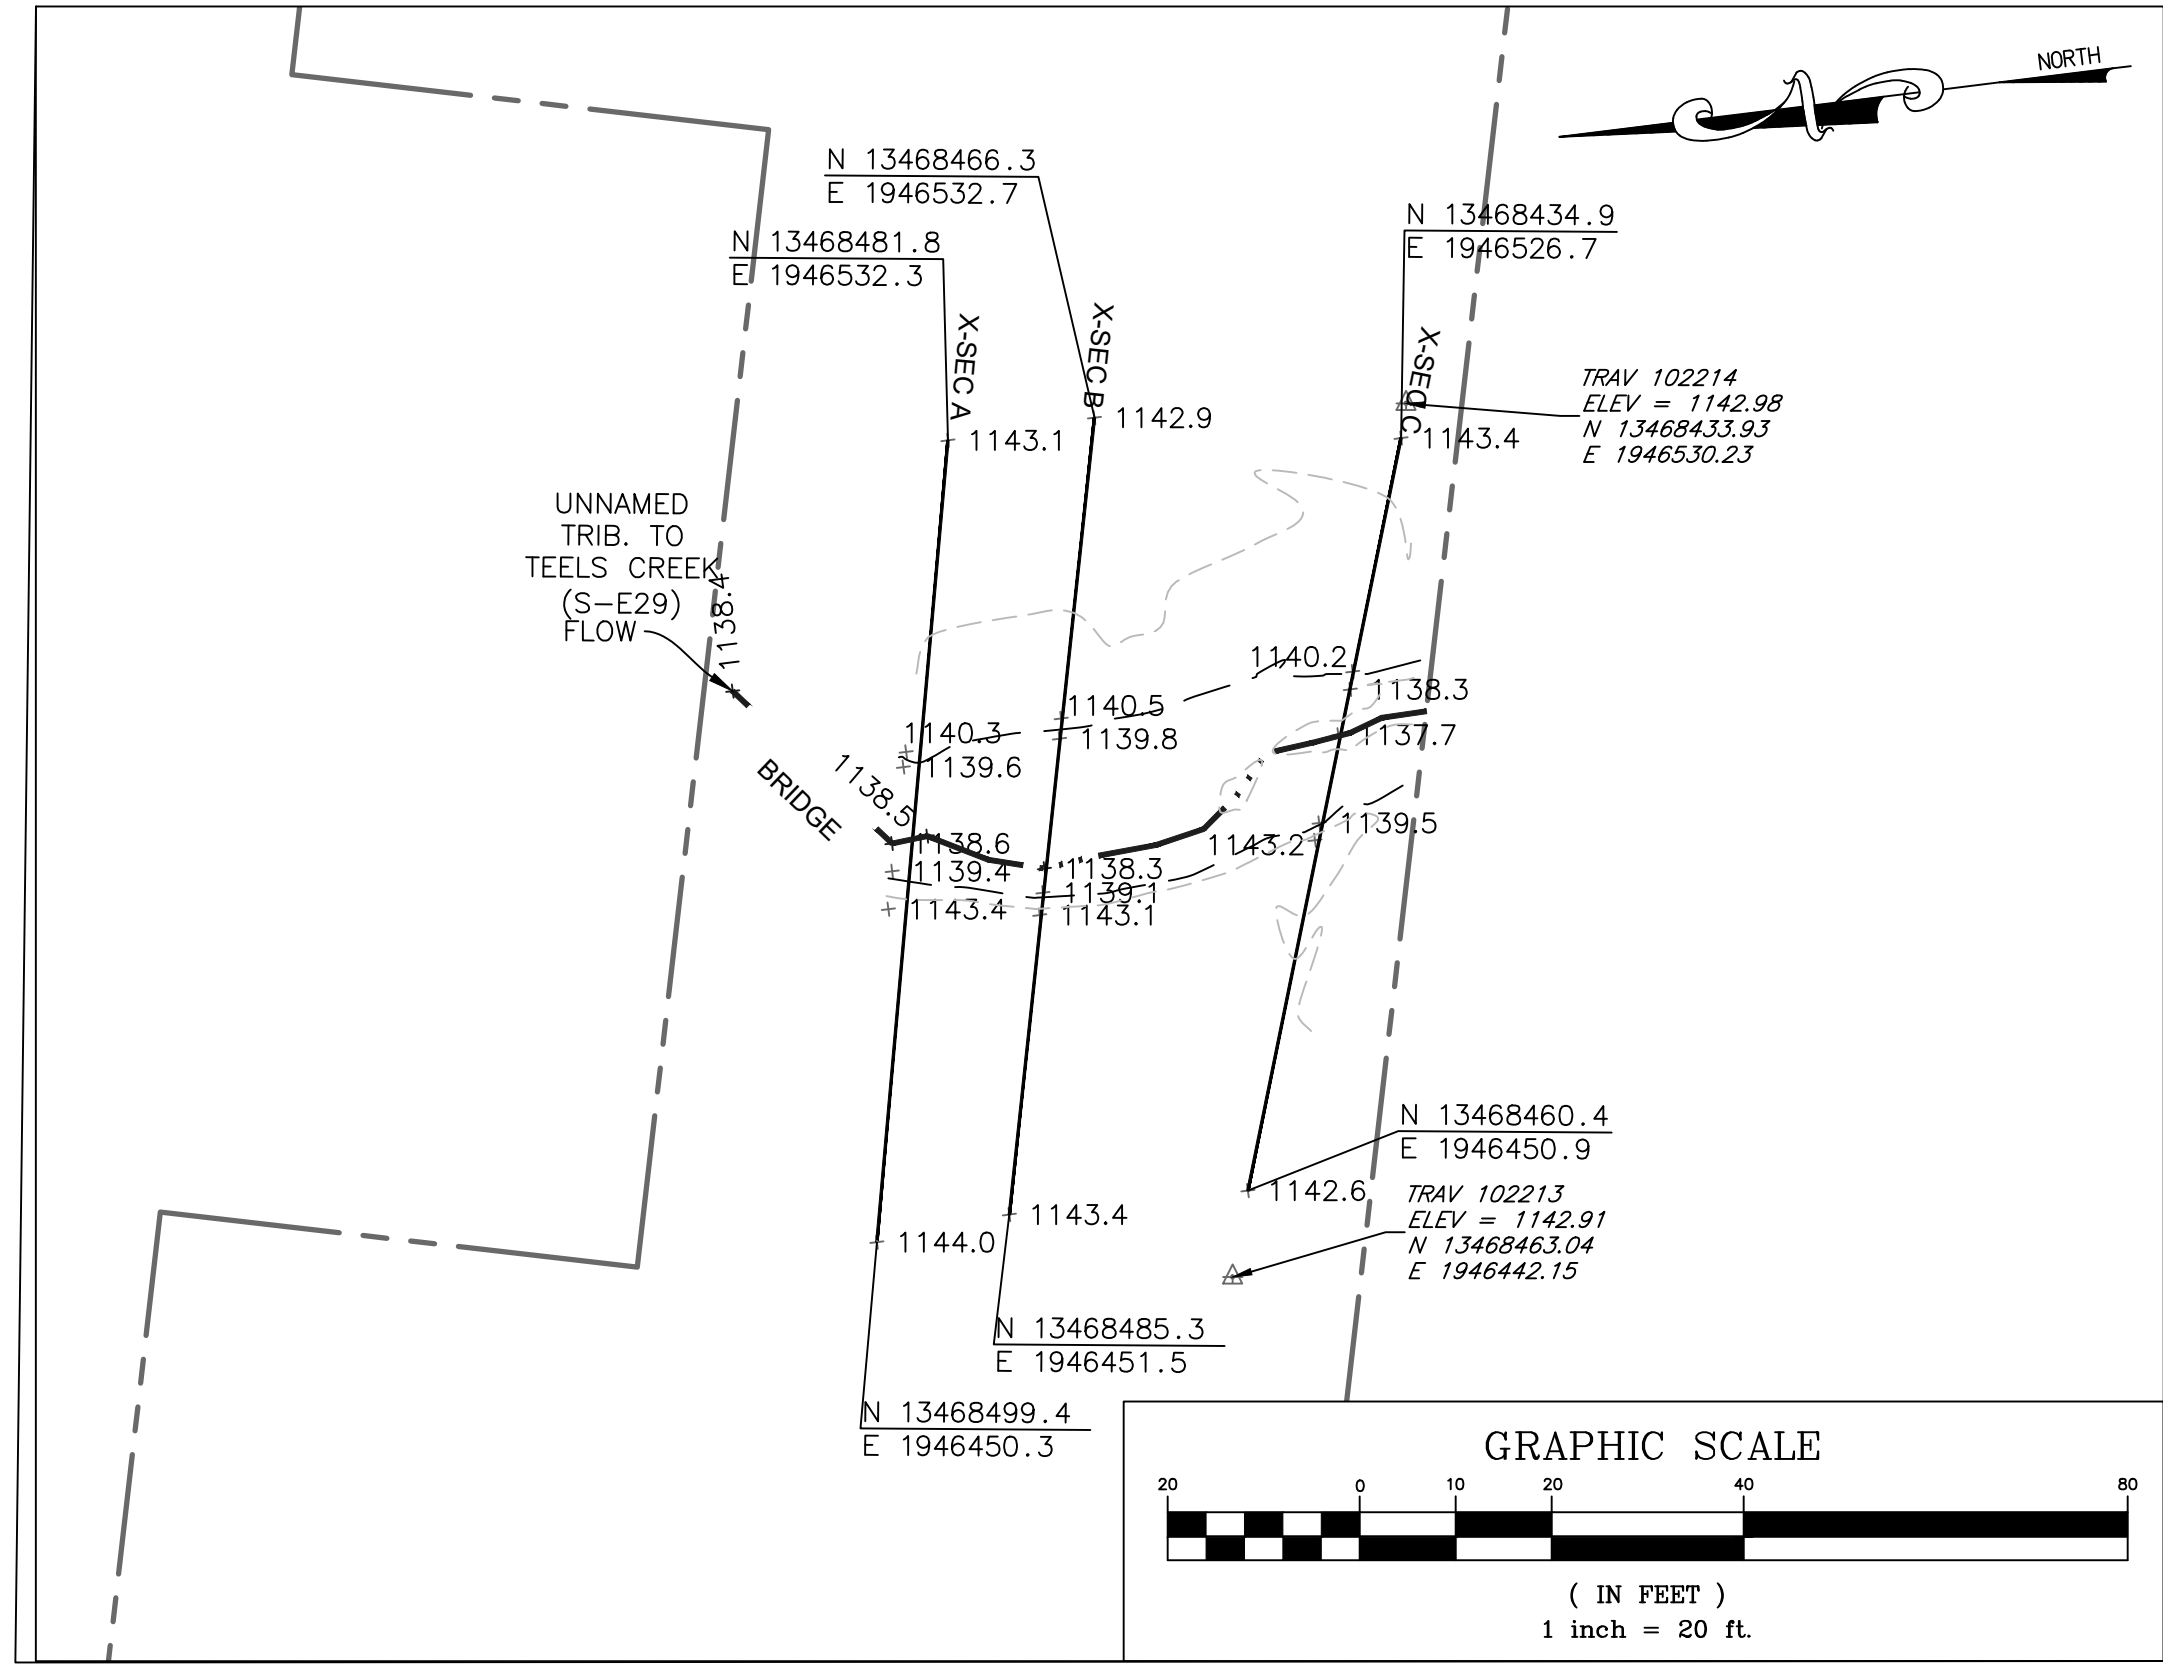 NORTH
N 13468466.3
E 1946532.7
N 13468434.9
E 1946526.7
N 13468481.8
E 1946532.3
X-SEC A
X-SEC B
X-SEC C
TRAV 102214
ELEV = 1142.98
N 13468433.93
E 1946530.23
1143.1
1142.9
1143.4
UNNAMED
TRIB. TO
TEELS CREEK
(S-E29)
FLOW
1138.4
1140.2
1138.3
1140.5
1140.3
1139.8
1137.7
1139.6
BRIDGE
1138.5
1138.6
1139.5
1143.2
1139.4
1138.3
1139.1
1143.4
1143.1
N 13468460.4
E 1946450.9
1142.6
TRAV 102213
ELEV = 1142.91
N 13468463.04
E 1946442.15
1143.4
1144.0
N 13468485.3
E 1946451.5
N 13468499.4
E 1946450.3
GRAPHIC SCALE
20 0 10 20 40 80
( IN FEET )
1 inch = 20 ft.